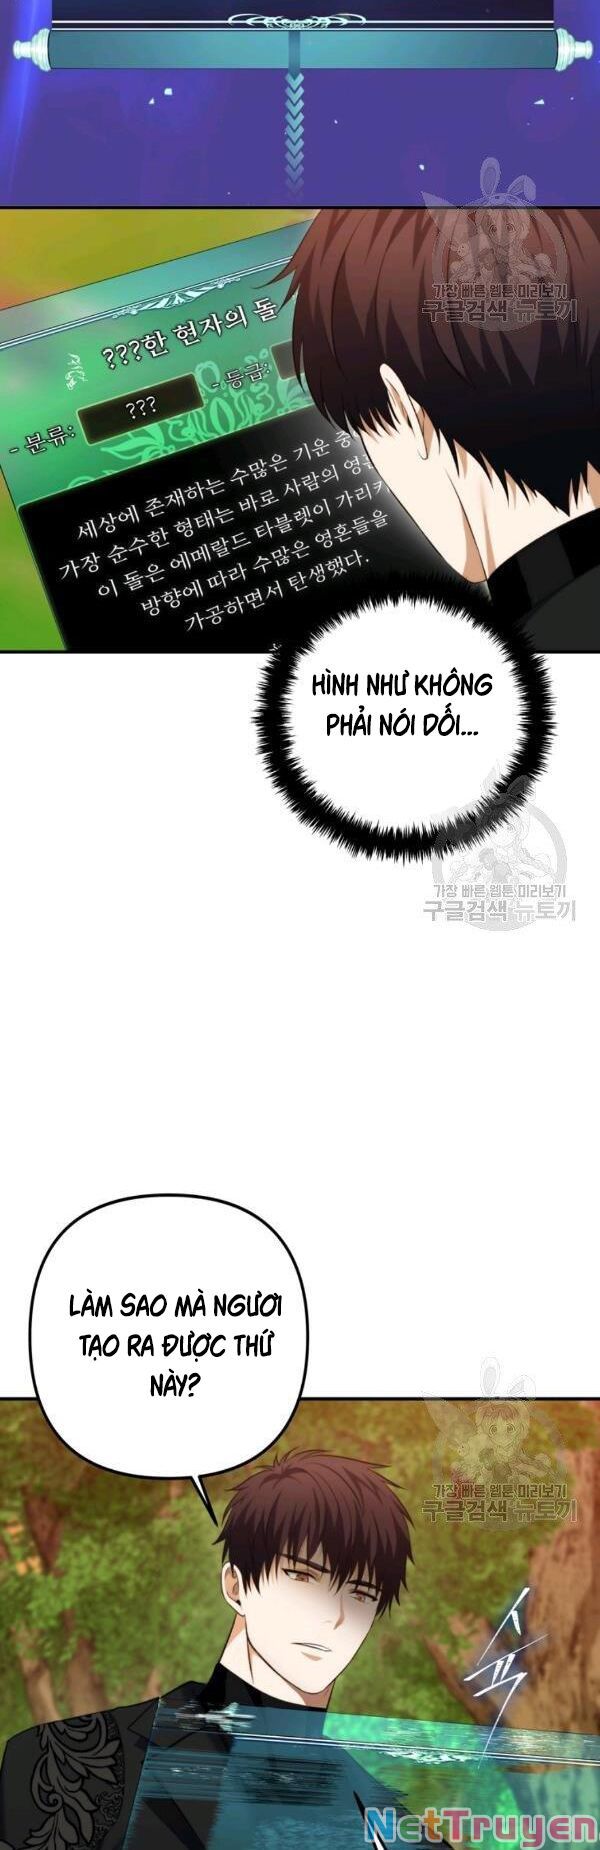 가장 빠른 웹툰 미리보기
구글검색 뉴토끼
???한 현자의 돌
- 분류: ??? - 등급:
세상에 존재하는 수많은 기운 중
가장 순수한 형태는 바로 사람의 영혼
이 돌은 에메랄드 타블렛이 가리키
방향에 따라 수많은 영혼들을
가공하면서 탄생했다.
HÌNH NHƯ KHÔNG
PHẢI NÓI DỐI...
가장 빠른 웹툰 미리보기
구글검색 뉴토끼
LÀM SAO MÀ NGƯƠI
TẠO RA ĐƯỢC THỨ
NÀY?
가장 빠른 웹툰 미리보기
구글검색 뉴토끼
스
윽
NetTruyen